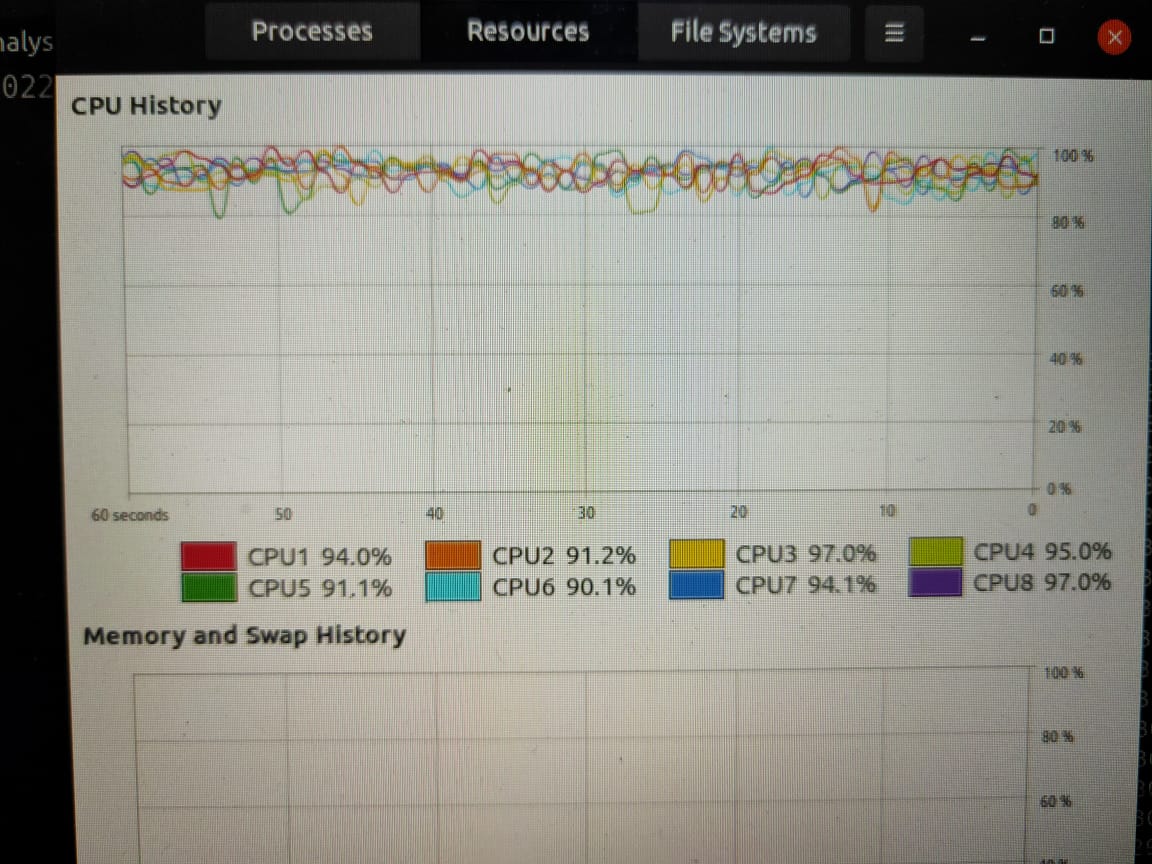 Processes Resources File Systems
nalys
022
CPU History
100 %
80 %
60 %
40 %
20 %
0 %
60 seconds 50 40 30 20 10 0
CPU1 94.0% CPU2 91.2% CPU3 97.0% CPU4 95.0%
CPU5 91.1% CPU6 90.1% CPU7 94.1% CPU8 97.0%
Memory and Swap History
100 %
80 %
60 %